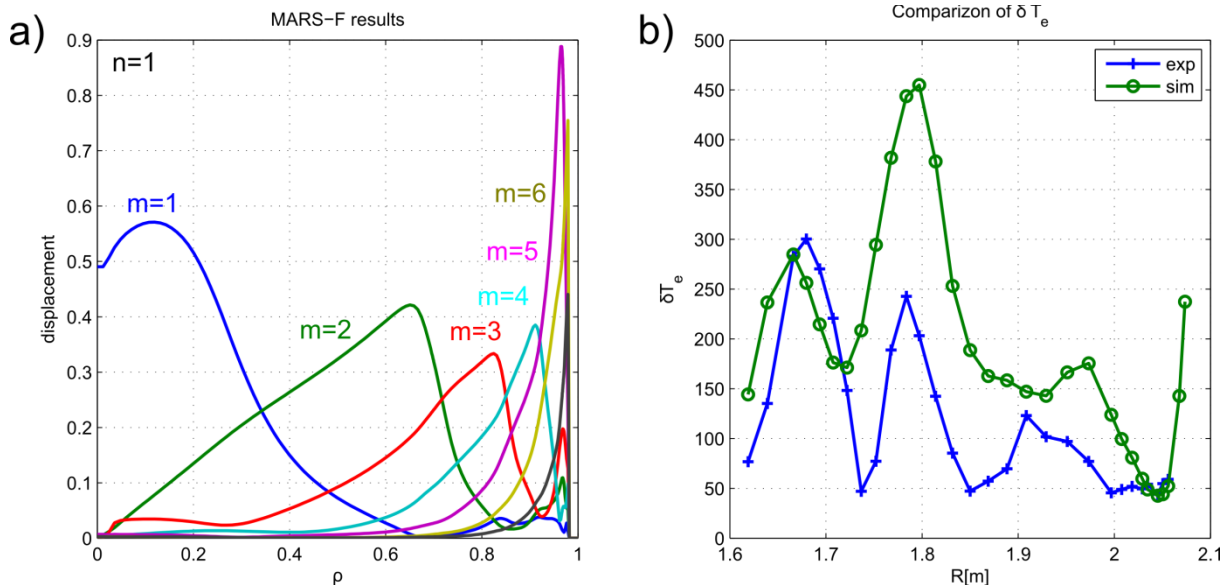 a)
MARS−F results
n=1
m=1
m=2
m=3
m=4
m=5
m=6
displacement
0.9
0.8
0.7
0.6
0.5
0.4
0.3
0.2
0.1
0
0 0.2 0.4 0.6 0.8 1
ρ
b)
Comparizon of δ Tₑ
exp
sim
δTₑ
500
450
400
350
300
250
200
150
100
50
0
1.6 1.7 1.8 1.9 2 2.1
R[m]